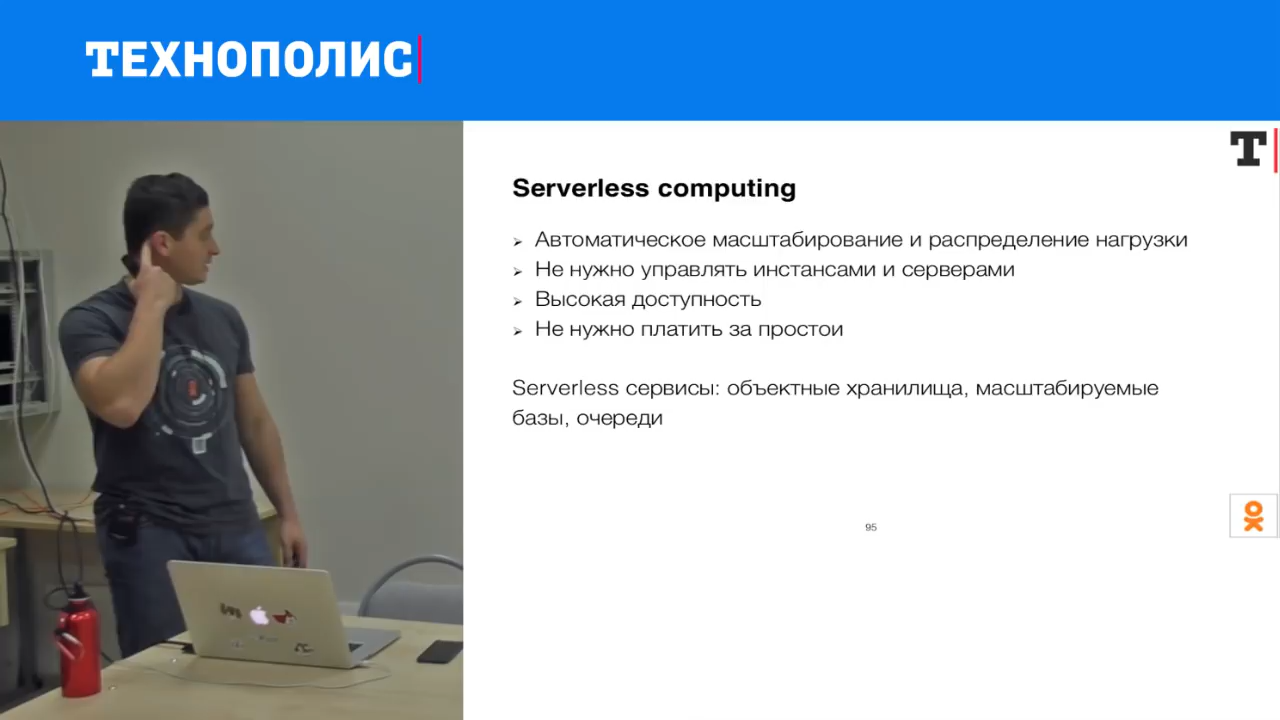 ТЕХНОПОЛИС
T
Serverless computing
Автоматическое масштабирование и распределение нагрузки
Не нужно управлять инстансами и серверами
Высокая доступность
Не нужно платить за простои
Serverless сервисы: объектные хранилища, масштабируемые
базы, очереди
95